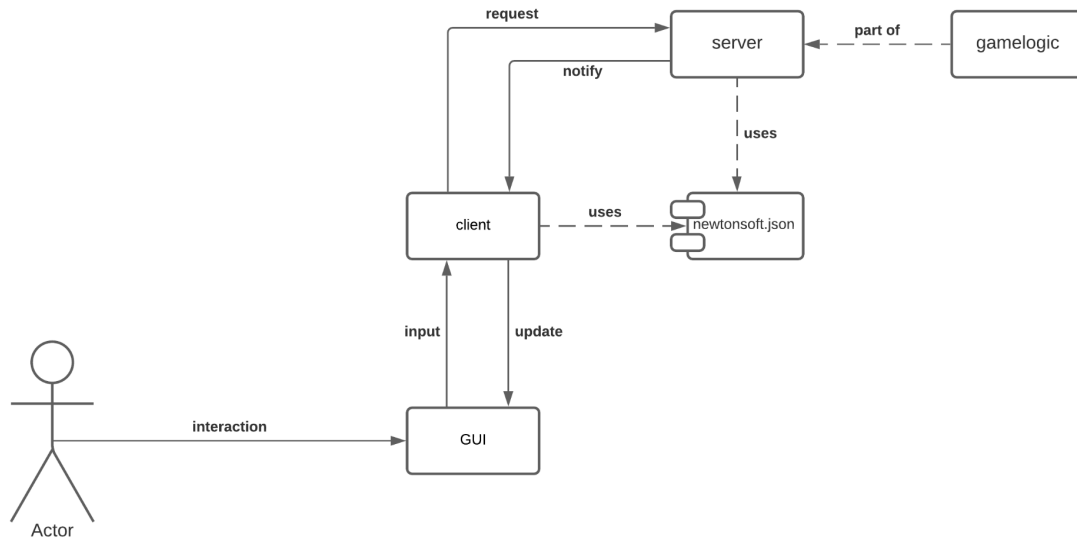 request
server
part of
gamelogic
notify
uses
client
uses
newtonsoft.json
input
update
interaction
GUI
Actor